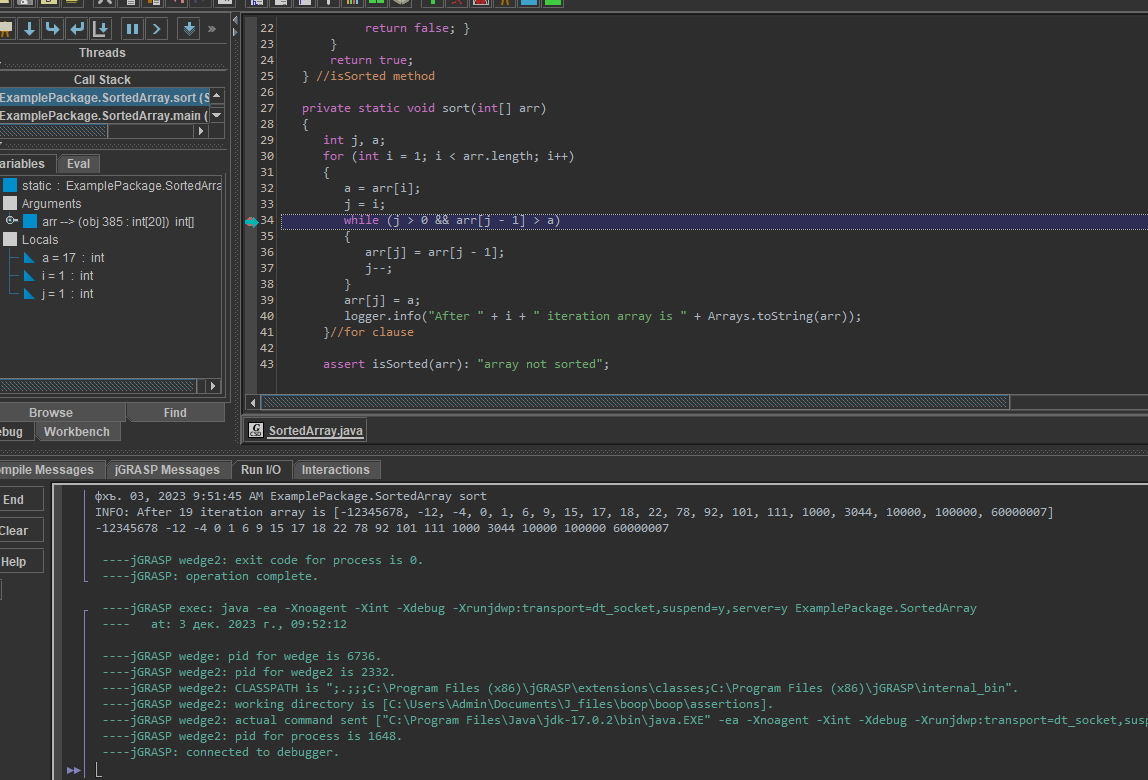 »
Threads
Call Stack
ExamplePackage.SortedArray.sort (S
ExamplePackage.SortedArray.main (
ariables Eval
static : ExamplePackage.SortedArra
Arguments
arr --> (obj 385 : int[20]) int[]
Locals
a = 17 : int
i = 1 : int
j = 1 : int
Browse Find
ebug Workbench
22 return false; }
23 }
24 return true;
25 } //isSorted method
26
27 private static void sort(int[] arr)
28 {
29 int j, a;
30 for (int i = 1; i < arr.length; i++)
31 {
32 a = arr[i];
33 j = i;
34 while (j > 0 && arr[j - 1] > a)
35 {
36 arr[j] = arr[j - 1];
37 j--;
38 }
39 arr[j] = a;
40 logger.info("After " + i + " iteration array is " + Arrays.toString(arr));
41 }//for clause
42
43 assert isSorted(arr): "array not sorted";
SortedArray.java
mpile Messages jGRASP Messages Run I/O Interactions
End
Clear
Help
фхъ. 03, 2023 9:51:45 AM ExamplePackage.SortedArray sort
INFO: After 19 iteration array is [-12345678, -12, -4, 0, 1, 6, 9, 15, 17, 18, 22, 78, 92, 101, 111, 1000, 3044, 10000, 100000, 60000007]
-12345678 -12 -4 0 1 6 9 15 17 18 22 78 92 101 111 1000 3044 10000 100000 60000007
----jGRASP wedge2: exit code for process is 0.
----jGRASP: operation complete.
----jGRASP exec: java -ea -Xnoagent -Xint -Xdebug -Xrunjdwp:transport=dt_socket,suspend=y,server=y ExamplePackage.SortedArray
---- at: 3 дек. 2023 г., 09:52:12
----jGRASP wedge: pid for wedge is 6736.
----jGRASP wedge2: pid for wedge2 is 2332.
----jGRASP wedge2: CLASSPATH is ";.;;;C:\Program Files (x86)\jGRASP\extensions\classes;C:\Program Files (x86)\jGRASP\internal_bin".
----jGRASP wedge2: working directory is [C:\Users\Admin\Documents\J_files\boop\boop\assertions].
----jGRASP wedge2: actual command sent ["C:\Program Files\Java\jdk-17.0.2\bin\java.EXE" -ea -Xnoagent -Xint -Xdebug -Xrunjdwp:transport=dt_socket,sus
----jGRASP wedge2: pid for process is 1648.
----jGRASP: connected to debugger.